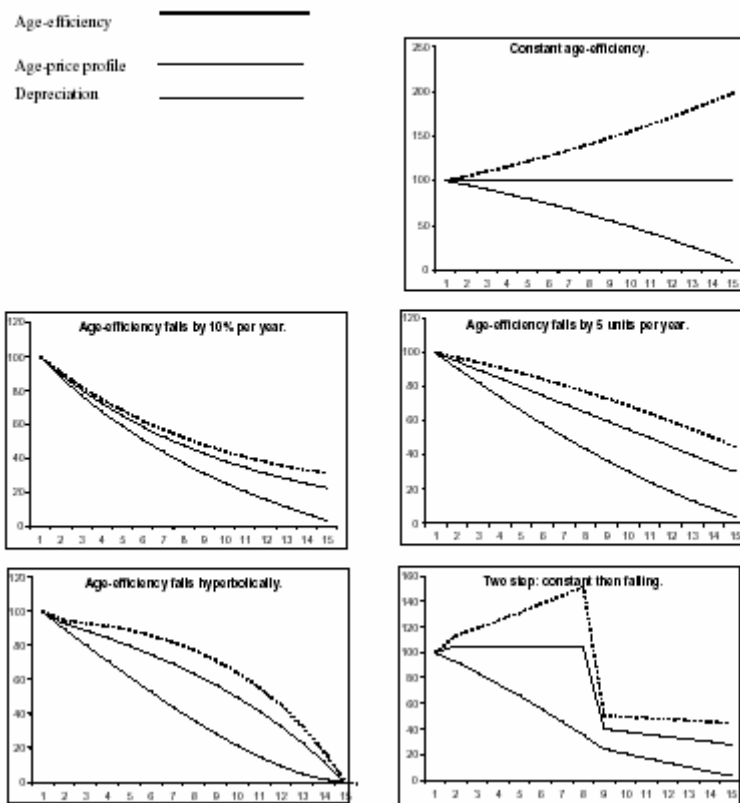 Age-efficiency
Age-price profile
Depreciation
Constant age-efficiency.
250
200
150
100
50
0
1 2 3 4 5 6 7 8 9 10 11 12 13 14 15
Age-efficiency falls by 10% per year.
120
100
80
60
40
20
0
1 2 3 4 5 6 7 8 9 10 11 12 13 14 15
Age-efficiency falls by 5 units per year.
120
100
80
60
40
20
0
1 2 3 4 5 6 7 8 9 10 11 12 13 14 15
Age-efficiency falls hyperbolically.
120
100
80
60
40
20
0
1 2 3 4 5 6 7 8 9 10 11 12 13 14 15
Two step: constant then falling.
160
140
120
100
80
60
40
20
0
1 2 3 4 5 6 7 8 9 10 11 12 13 14 15